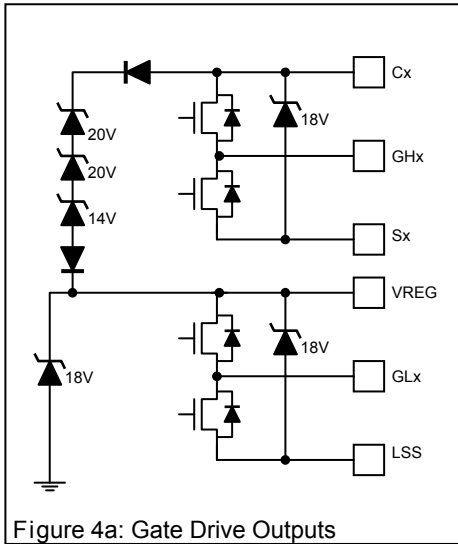 Cx
20V
18V
20V
GHx
14V
Sx
VREG
18V
18V
GLx
LSS
Figure 4a: Gate Drive Outputs